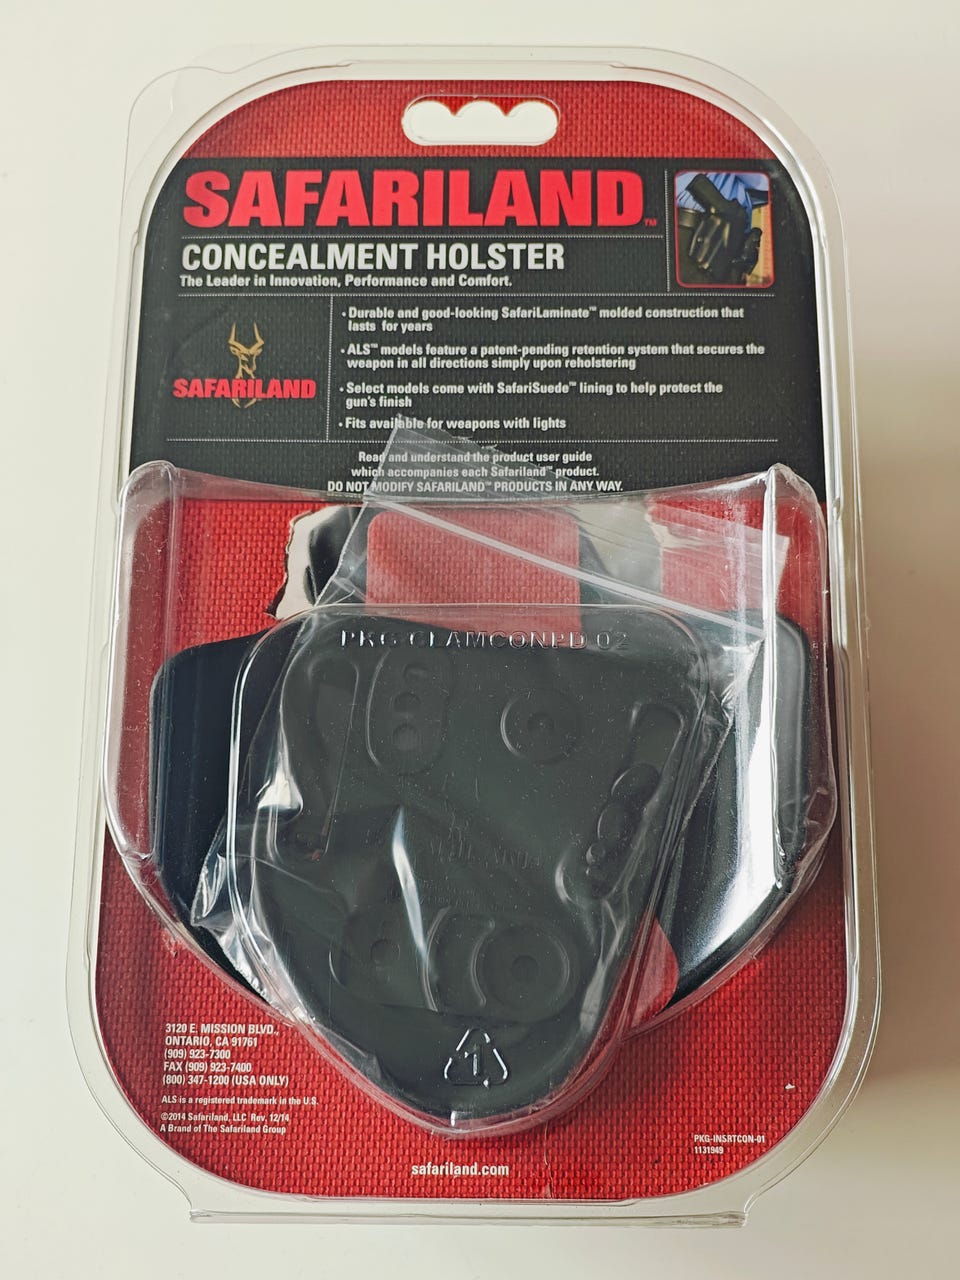 SAFARILAND™
CONCEALMENT HOLSTER
The Leader in Innovation, Performance and Comfort.
SAFARILAND
• Durable and good-looking SafariLaminate™ molded construction that
lasts for years
• ALS™ models feature a patent-pending retention system that secures the
weapon in all directions simply upon reholstering
• Select models come with SafariSuede™ lining to help protect the
gun's finish
• Fits available for weapons with lights
Read and understand the product user guide
which accompanies each Safariland™ product.
DO NOT MODIFY SAFARILAND™ PRODUCTS IN ANY WAY.
PKG CLAMCONPD 02
1
3120 E. MISSION BLVD.,
ONTARIO, CA 91761
(909) 923-7300
FAX (909) 923-7400
(800) 347-1200 (USA ONLY)
ALS is a registered trademark in the U.S.
©2014 Safariland, LLC Rev. 12/14
A Brand of The Safariland Group
PKG-INSRTCON-01
1131949
safariland.com